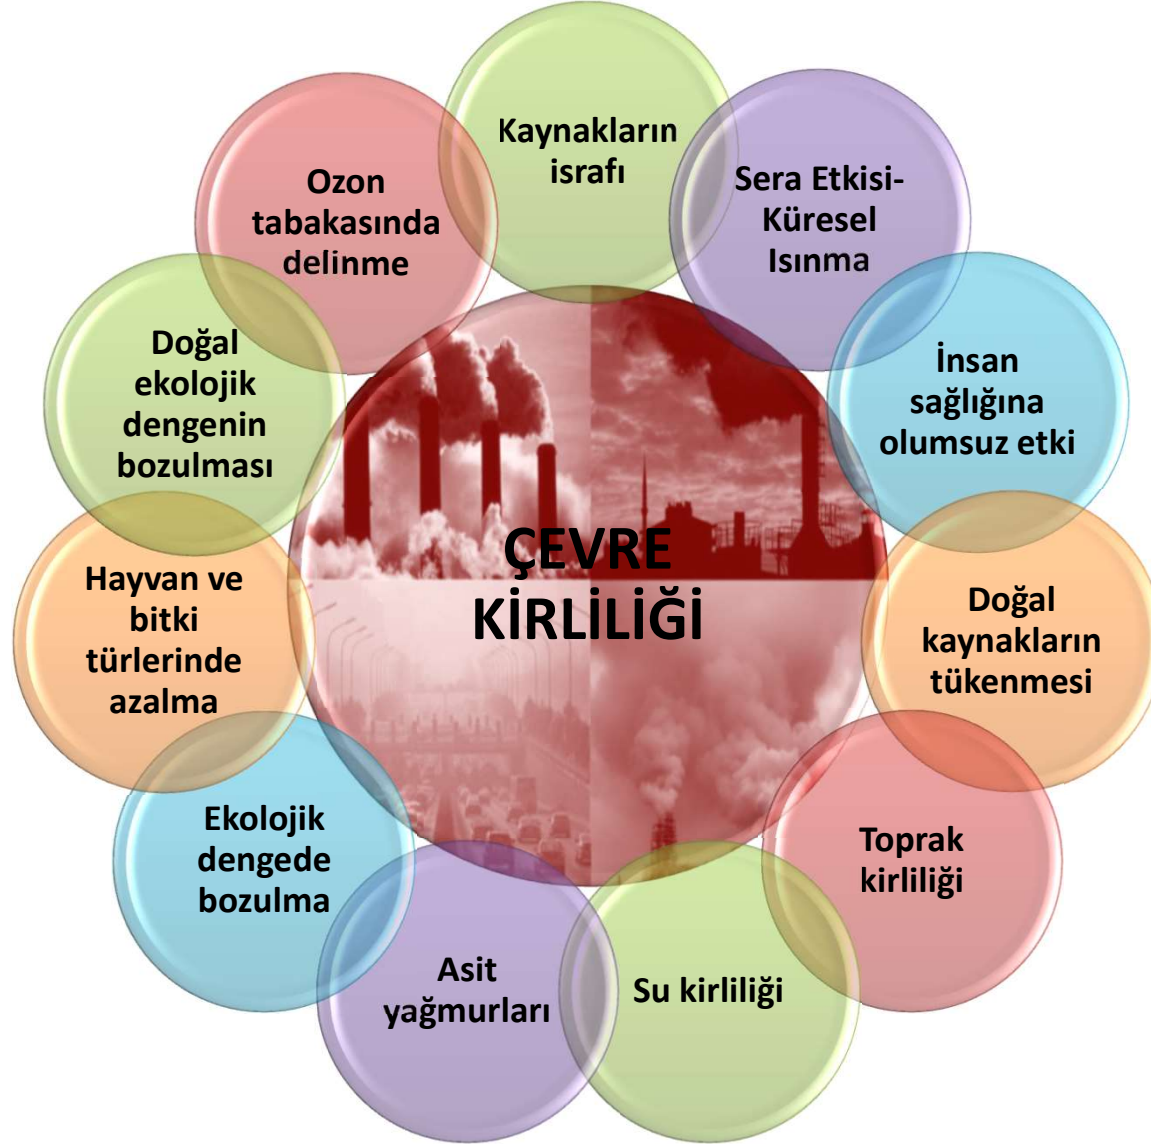 Kaynakların
israfı
Sera Etkisi-
Küresel
Isınma
İnsan
sağlığına
olumsuz etki
Doğal
kaynakların
tükenmesi
Toprak
kirliliği
Su kirliliği
Asit
yağmurları
Ekolojik
dengede
bozulma
Hayvan ve
bitki
türlerinde
azalma
Doğal
ekolojik
dengenin
bozulması
Ozon
tabakasında
delinme
ÇEVRE
KİRLİLİĞİ